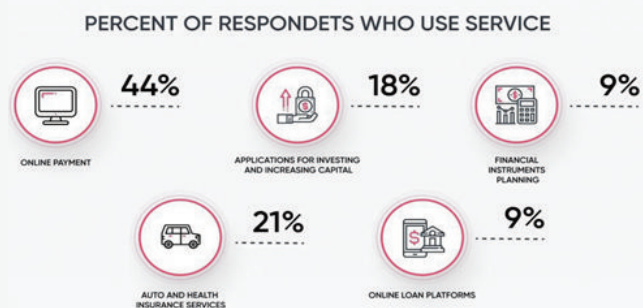 PERCENT OF RESPONDETS WHO USE SERVICE
44%
ONLINE PAYMENT
18%
APPLICATIONS FOR INVESTING
AND INCREASING CAPITAL
9%
FINANCIAL
INSTRUMENTS
PLANNING
21%
AUTO AND HEALTH
INSURANCE SERVICES
9%
ONLINE LOAN PLATFORMS